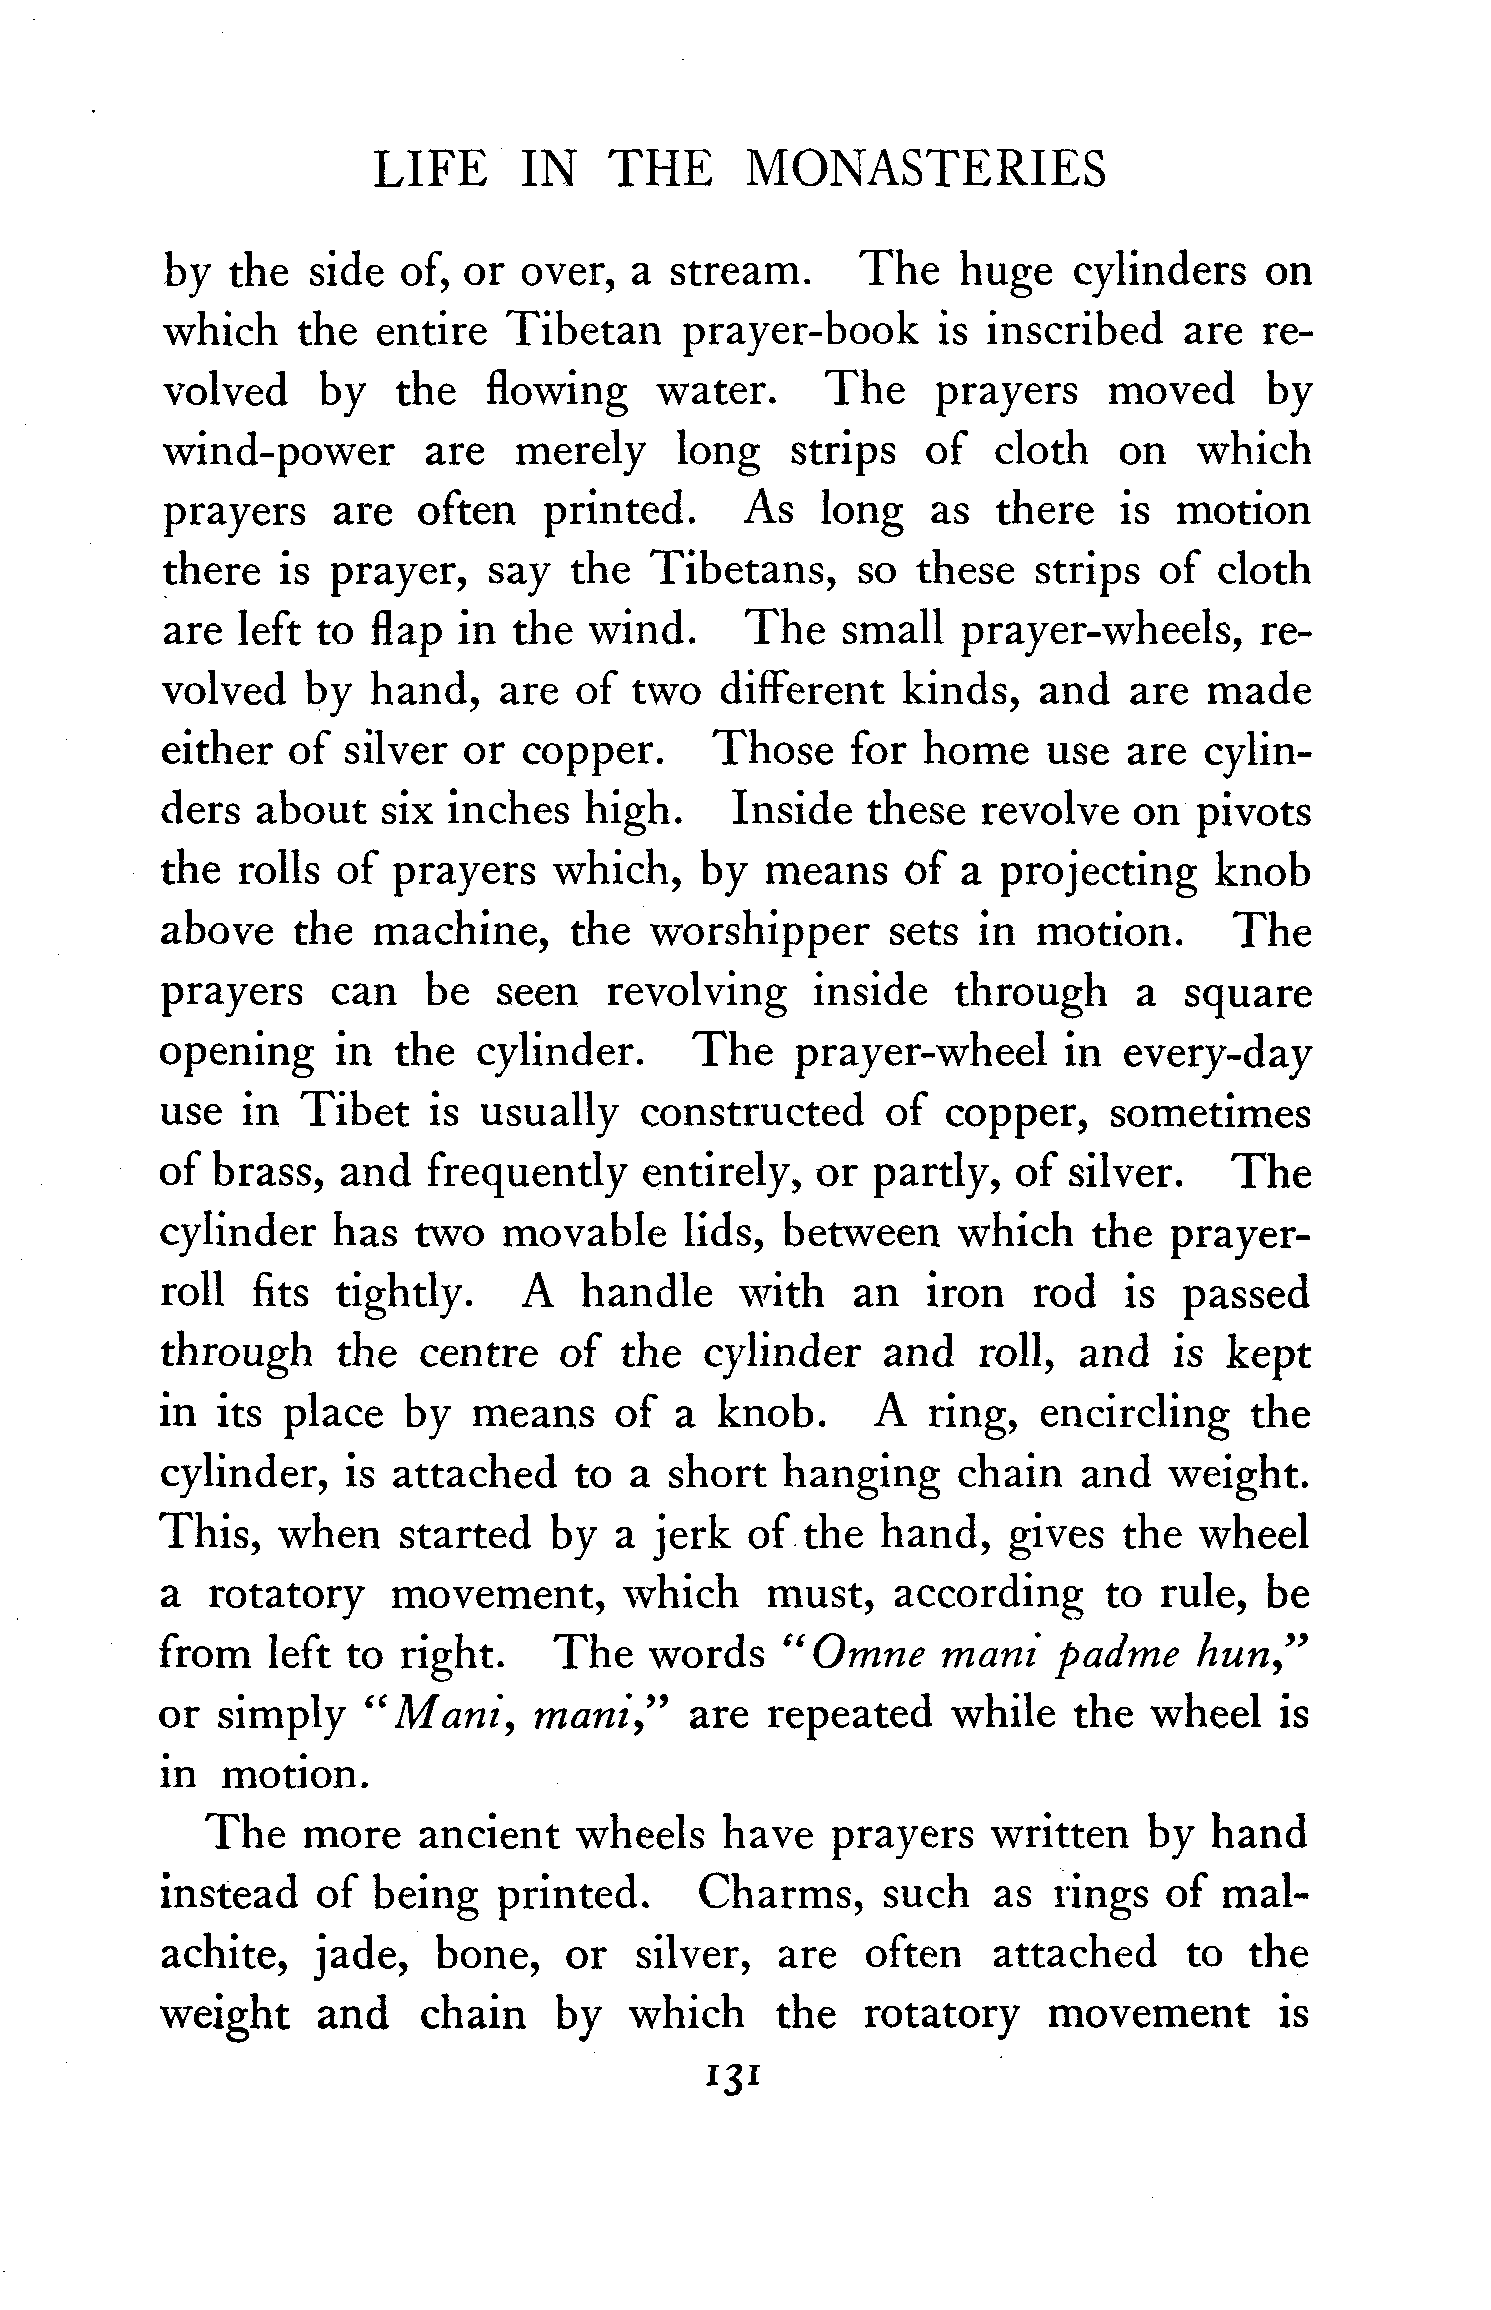 LIFE IN THE MONASTERIES
by the side of, or over, a stream. The huge cylinders on
which the entire Tibetan prayer-book is inscribed are re-
volved by the flowing water. The prayers moved by
wind-power are merely long strips of cloth on which
prayers are often printed. As long as there is motion
there is prayer, say the Tibetans, so these strips of cloth
are left to flap in the wind. The small prayer-wheels, re-
volved by hand, are of two different kinds, and are made
either of silver or copper. Those for home use are cylin-
ders about six inches high. Inside these revolve on pivots
the rolls of prayers which, by means of a projecting knob
above the machine, the worshipper sets in motion. The
prayers can be seen revolving inside through a square
opening in the cylinder. The prayer-wheel in every-day
use in Tibet is usually constructed of copper, sometimes
of brass, and frequently entirely, or partly, of silver. The
cylinder has two movable lids, between which the prayer-
roll fits tightly. A handle with an iron rod is passed
through the centre of the cylinder and roll, and is kept
in its place by means of a knob. A ring, encircling the
cylinder, is attached to a short hanging chain and weight.
This, when started by a jerk of the hand, gives the wheel
a rotatory movement, which must, according to rule, be
from left to right. The words "Omne mani padme hun,"
or simply "Mani, mani," are repeated while the wheel is
in motion.
The more ancient wheels have prayers written by hand
instead of being printed. Charms, such as rings of mal-
achite, jade, bone, or silver, are often attached to the
weight and chain by which the rotatory movement is
131